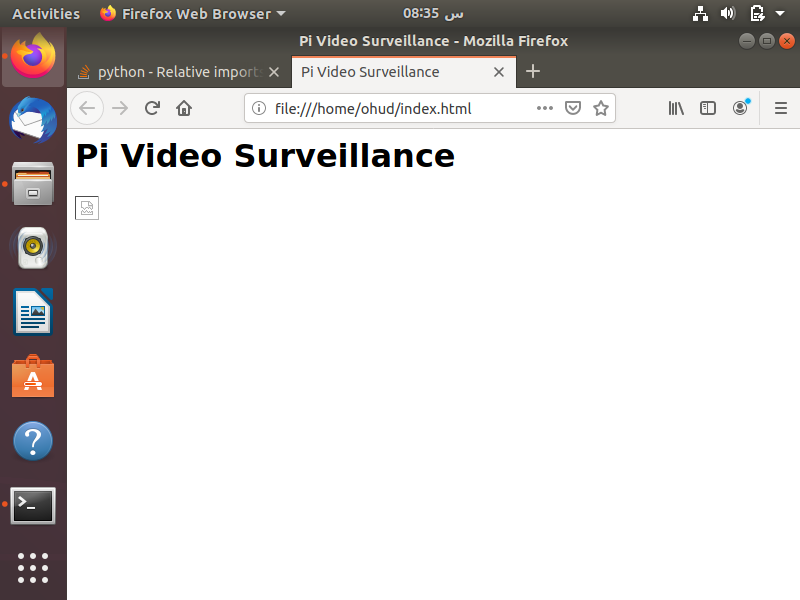 Activities Firefox Web Browser 08:35 س
Pi Video Surveillance - Mozilla Firefox
python - Relative imports Pi Video Surveillance
file:///home/ohud/index.html
Pi Video Surveillance